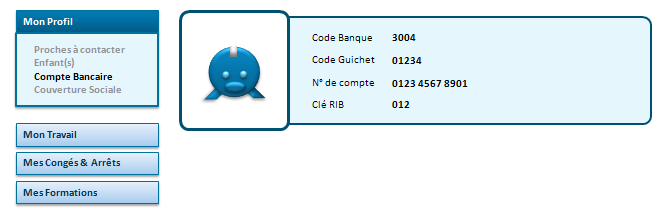 Mon Profil
Proches à contacter
Enfant(s)
Compte Bancaire
Couverture Sociale
Mon Travail
Mes Congés & Arrêts
Mes Formations
Code Banque 3004
Code Guichet 01234
N° de compte 0123 4567 8901
Clé RIB 012